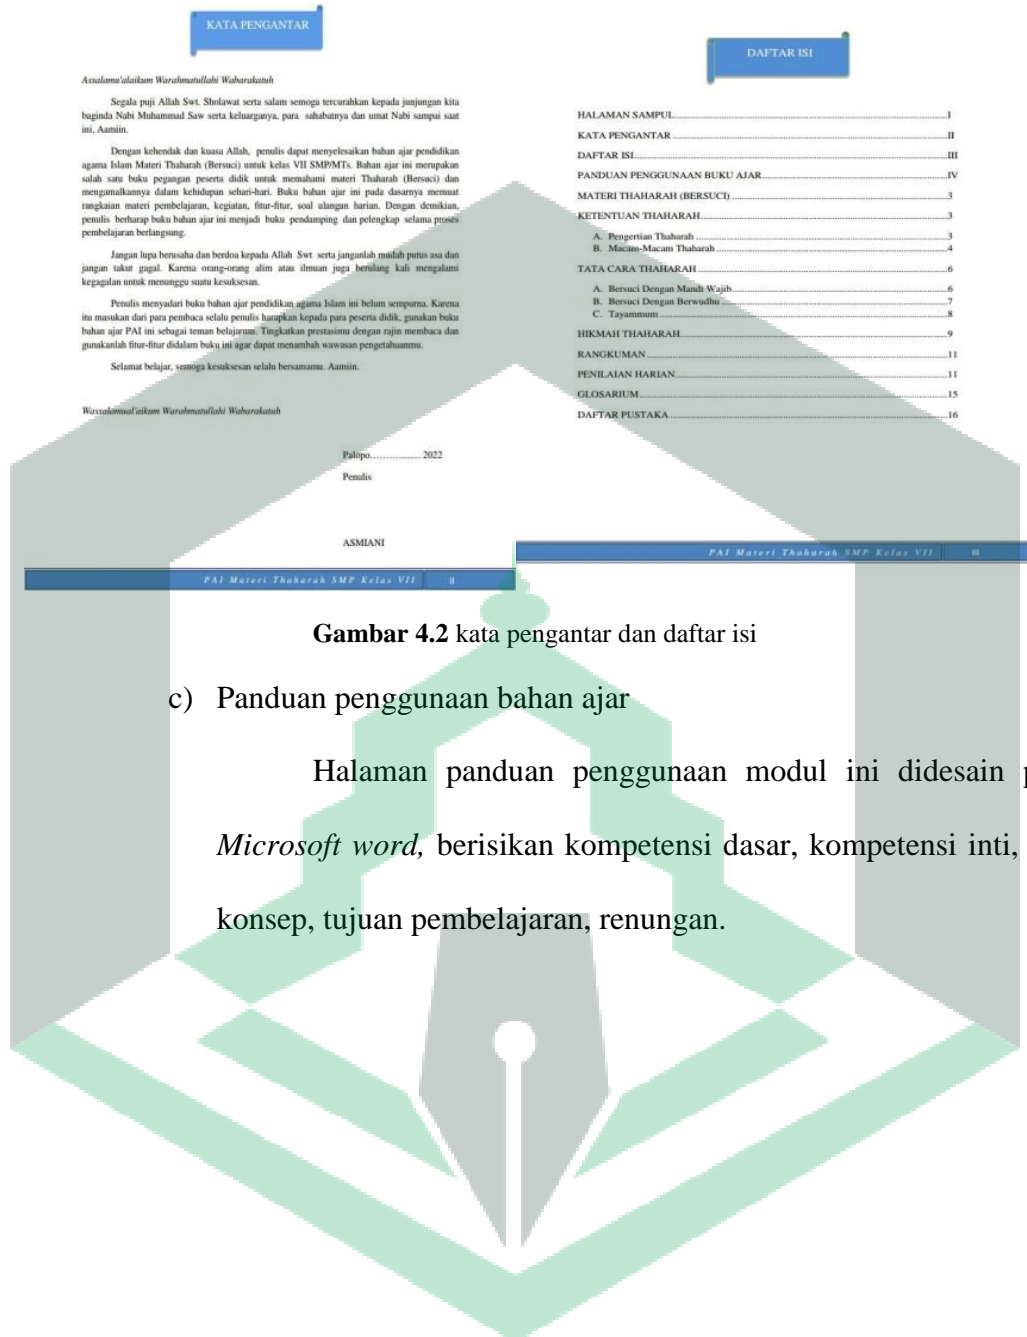 KATA PENGANTAR
Assalamu'alaikum Warahmatullahi Wabarakatuh
Segala puji Allah Swt. Sholawat serta salam semoga tercurahkan kepada junjungan kita
baginda Nabi Muhammad Saw serta keluarganya, para sahabatnya dan umat Nabi sampai saat
ini, Aamiin.
Dengan kehendak dan kuasa Allah, penulis dapat menyelesaikan bahan ajar pendidikan
agama Islam Materi Thaharah (Bersuci) untuk kelas VII SMP/MTs. Bahan ajar ini merupakan
salah satu buku pegangan peserta didik untuk memahami materi Thaharah (Bersuci) dan
mengamalkannya dalam kehidupan sehari-hari. Buku bahan ajar ini pada dasarnya memuat
rangkaian materi pembelajaran, kegiatan, fitur-fitur, soal ulangan harian. Dengan demikian,
penulis berharap buku bahan ajar ini menjadi buku pendamping dan pelengkap selama proses
pembelajaran berlangsung.
Jangan lupa berusaha dan berdoa kepada Allah Swt serta janganlah mudah putus asa dan
jangan takut gagal. Karena orang-orang alim atau ilmuan juga berulang kali mengalami
kegagalan untuk menunggu suatu kesuksesan.
Penulis menyadari buku bahan ajar pendidikan agama Islam ini belum sempurna. Karena
itu masukan dari para pembaca selalu penulis harapkan kepada para peserta didik, gunakan buku
bahan ajar PAI ini sebagai teman belajarmu. Tingkatkan prestasimu dengan rajin membaca dan
gunakanlah fitur-fitur didalam buku ini agar dapat menambah wawasan pengetahuanmu.
Selamat belajar, semoga kesuksesan selalu bersamamu. Aamiin.
Wassalamual'aikum Warahmatullahi Wabarakatuh
Palopo.................. 2022
Penulis
ASMIANI
PAI Materi Thaharah SMP Kelas VII II
DAFTAR ISI
HALAMAN SAMPUL..........I
KATA PENGANTAR..........II
DAFTAR ISI..........III
PANDUAN PENGGUNAAN BUKU AJAR..........IV
MATERI THAHARAH (BERSUCI)..........3
KETENTUAN THAHARAH..........3
A. Pengertian Thaharah..........3
B. Macam-Macam Thaharah..........4
TATA CARA THAHARAH..........6
A. Bersuci Dengan Mandi Wajib..........6
B. Bersuci Dengan Berwudhu..........7
C. Tayammum..........8
HIKMAH THAHARAH..........9
RANGKUMAN..........11
PENILAIAN HARIAN..........11
GLOSARIUM..........15
DAFTAR PUSTAKA..........16
PAI Materi Thaharah SMP Kelas VII III
Gambar 4.2 kata pengantar dan daftar isi
c) Panduan penggunaan bahan ajar
Halaman panduan penggunaan modul ini didesain
Microsoft word, berisikan kompetensi dasar, kompetensi inti,
konsep, tujuan pembelajaran, renungan.